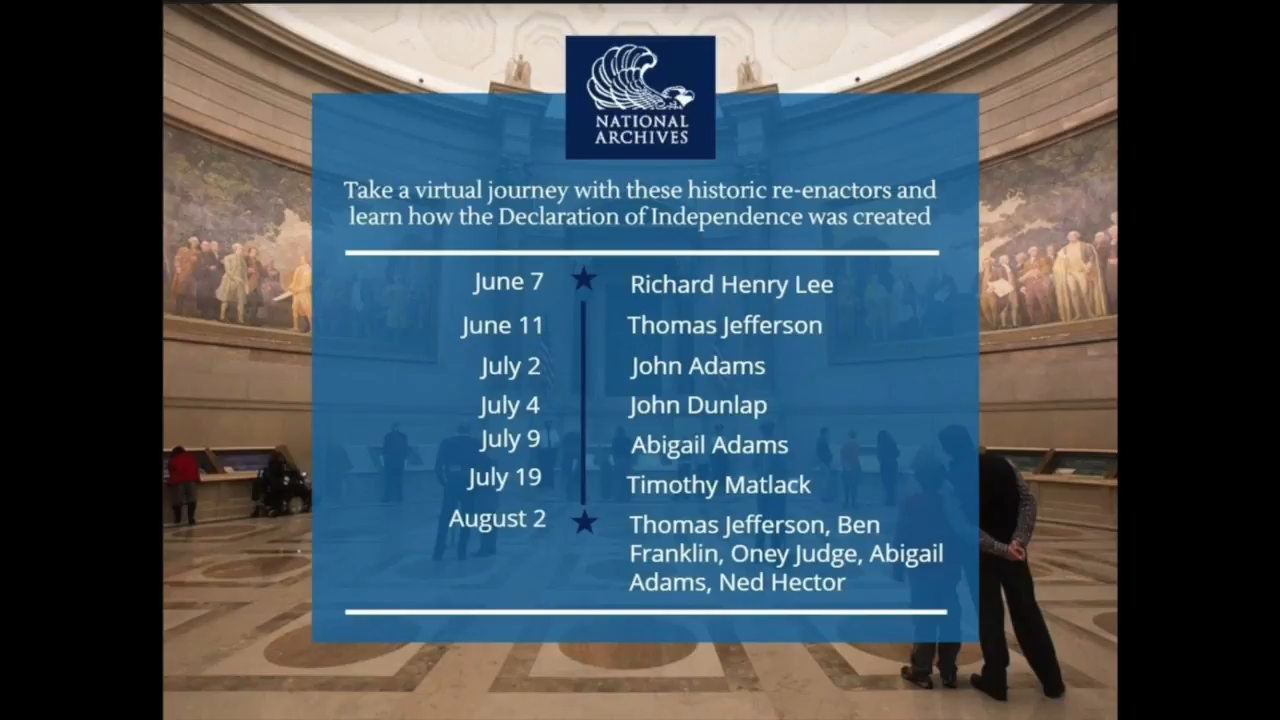 NATIONAL
ARCHIVES
Take a virtual journey with these historic re-enactors and
learn how the Declaration of Independence was created
June 7 Richard Henry Lee
June 11 Thomas Jefferson
July 2 John Adams
July 4 John Dunlap
July 9 Abigail Adams
July 19 Timothy Matlack
August 2 Thomas Jefferson, Ben
Franklin, Oney Judge, Abigail
Adams, Ned Hector